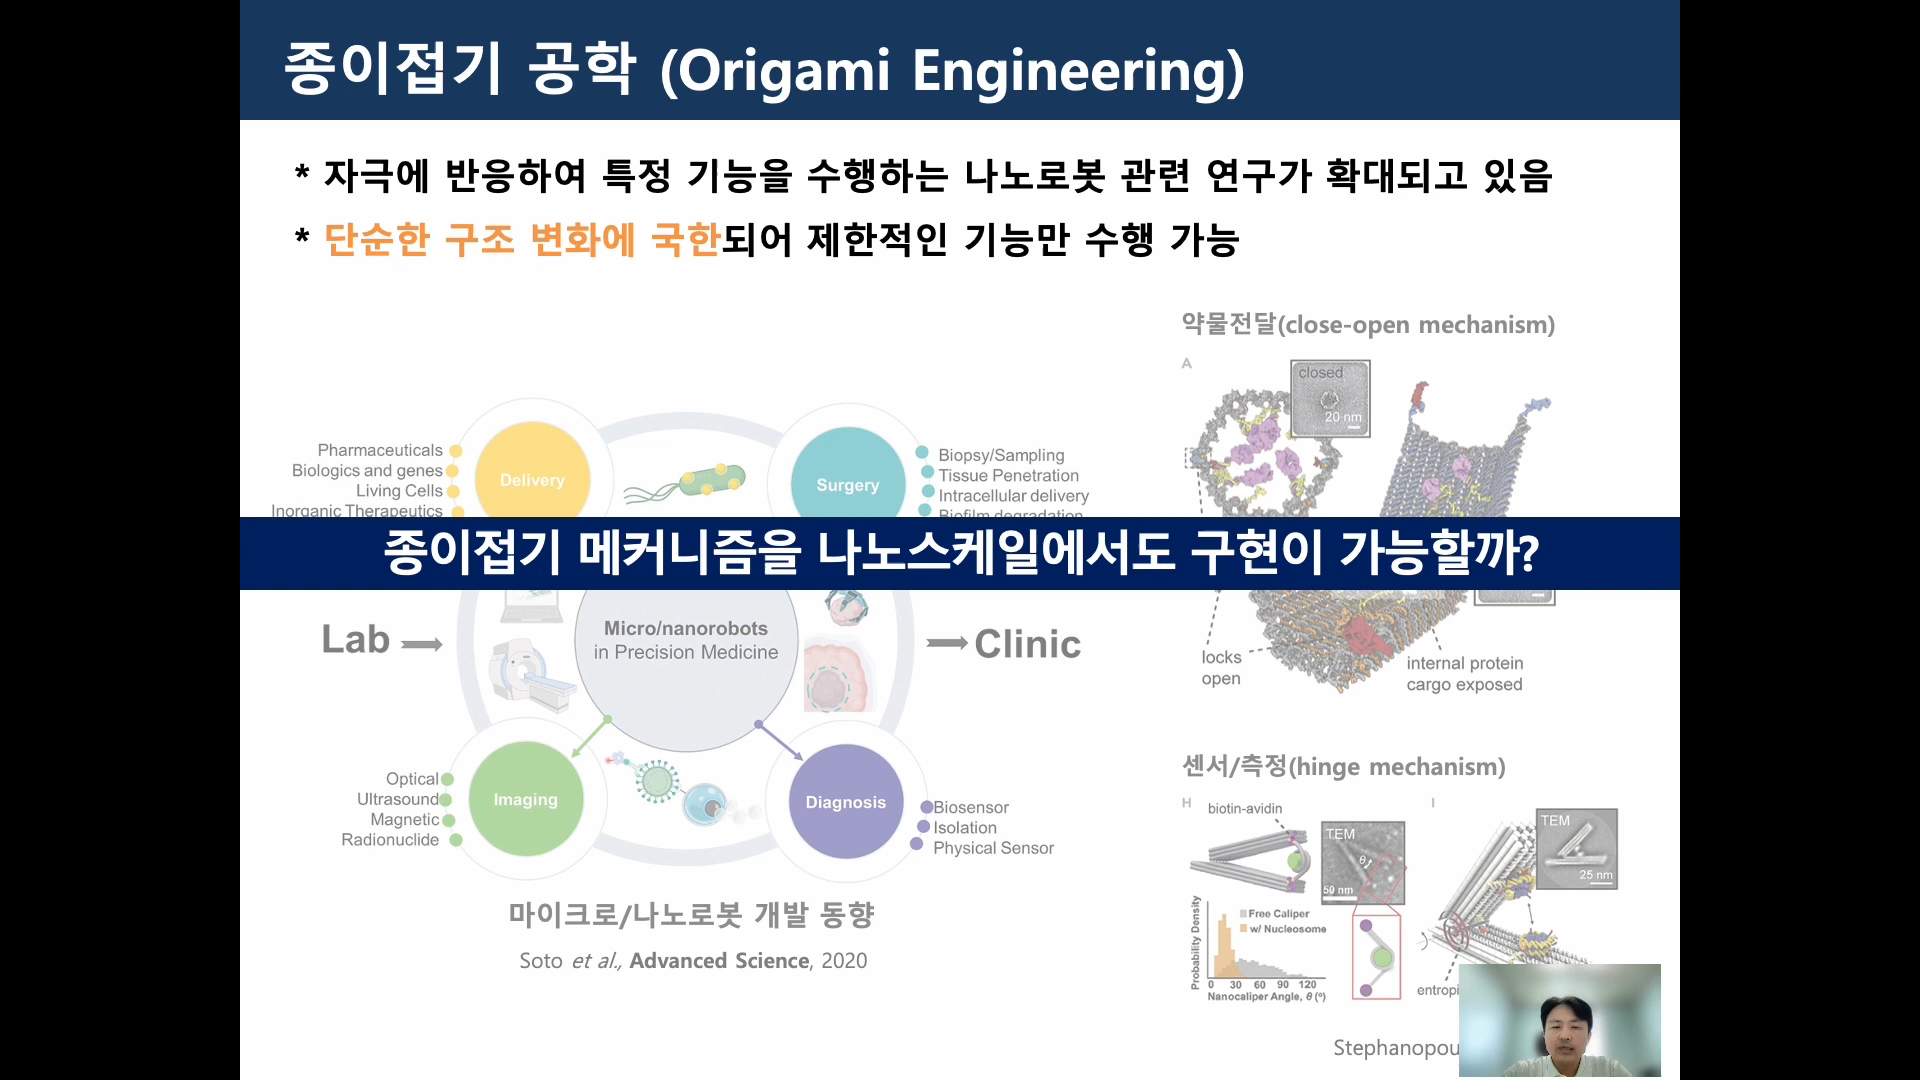 종이접기 공학 (Origami Engineering)
* 자극에 반응하여 특정 기능을 수행하는 나노로봇 관련 연구가 확대되고 있음
* 단순한 구조 변화에 국한되어 제한적인 기능만 수행 가능
Pharmaceuticals
Biologics and genes
Living Cells
Inorganic Therapeutics
Delivery
Surgery
Biopsy/Sampling
Tissue Penetration
Intracellular delivery
Biofilm degradation
약물전달(close-open mechanism)
A
closed
20 nm
종이접기 메커니즘을 나노스케일에서도 구현이 가능할까?
Lab
Micro/nanorobots
in Precision Medicine
Clinic
locks
open
internal protein
cargo exposed
Optical
Ultrasound
Magnetic
Radionuclide
Imaging
Diagnosis
Biosensor
Isolation
Physical Sensor
마이크로/나노로봇 개발 동향
Soto et al., Advanced Science, 2020
센서/측정(hinge mechanism)
H
biotin-avidin
TEM
θ
50 nm
Probability Density
Free Caliper
w/ Nucleosome
0 30 60 90 120
Nanocaliper Angle, θ (º)
I
TEM
25 nm
entropi
Stephanopou